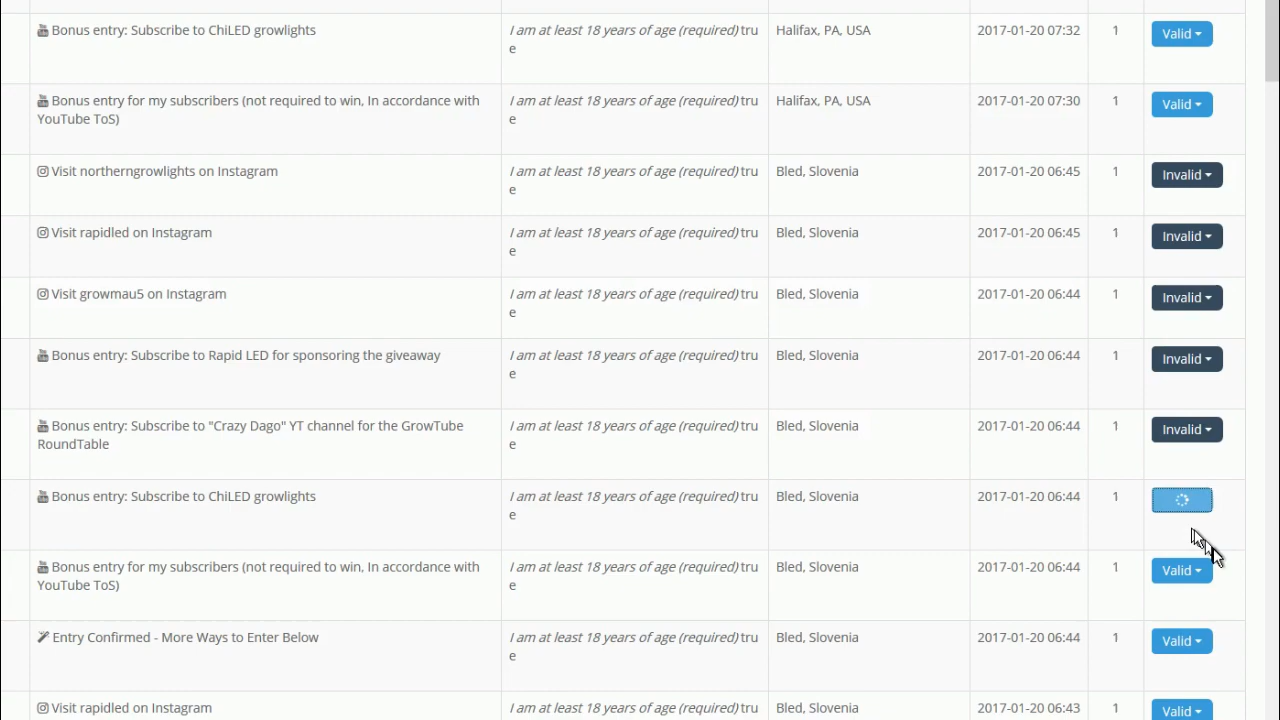 Bonus entry: Subscribe to ChiLED growlights
I am at least 18 years of age (required) tru
e
Halifax, PA, USA
2017-01-20 07:32
1
Valid
Bonus entry for my subscribers (not required to win, In accordance with
YouTube ToS)
I am at least 18 years of age (required) tru
e
Halifax, PA, USA
2017-01-20 07:30
1
Valid
Visit northerngrowlights on Instagram
I am at least 18 years of age (required) tru
e
Bled, Slovenia
2017-01-20 06:45
1
Invalid
Visit rapidled on Instagram
I am at least 18 years of age (required) tru
e
Bled, Slovenia
2017-01-20 06:45
1
Invalid
Visit growmau5 on Instagram
I am at least 18 years of age (required) tru
e
Bled, Slovenia
2017-01-20 06:44
1
Invalid
Bonus entry: Subscribe to Rapid LED for sponsoring the giveaway
I am at least 18 years of age (required) tru
e
Bled, Slovenia
2017-01-20 06:44
1
Invalid
Bonus entry: Subscribe to "Crazy Dago" YT channel for the GrowTube
RoundTable
I am at least 18 years of age (required) tru
e
Bled, Slovenia
2017-01-20 06:44
1
Invalid
Bonus entry: Subscribe to ChiLED growlights
I am at least 18 years of age (required) tru
e
Bled, Slovenia
2017-01-20 06:44
1
Bonus entry for my subscribers (not required to win, In accordance with
YouTube ToS)
I am at least 18 years of age (required) tru
e
Bled, Slovenia
2017-01-20 06:44
1
Valid
Entry Confirmed - More Ways to Enter Below
I am at least 18 years of age (required) tru
e
Bled, Slovenia
2017-01-20 06:44
1
Valid
Visit rapidled on Instagram
I am at least 18 years of age (required) tru
Bled, Slovenia
2017-01-20 06:43
1
Valid